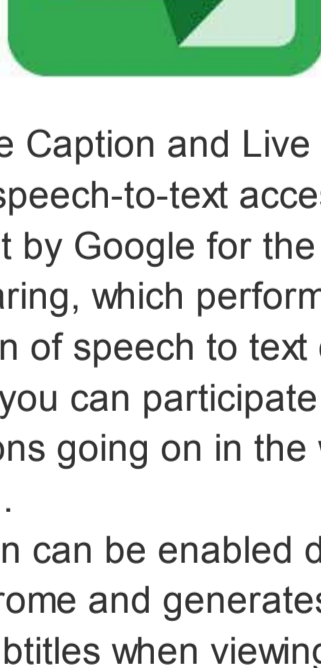 e Caption and Live
speech-to-text acces
t by Google for the
aring, which perform
n of speech to text
you can participate
ons going on in the
.
n can be enabled d
rome and generates
btitles when viewing